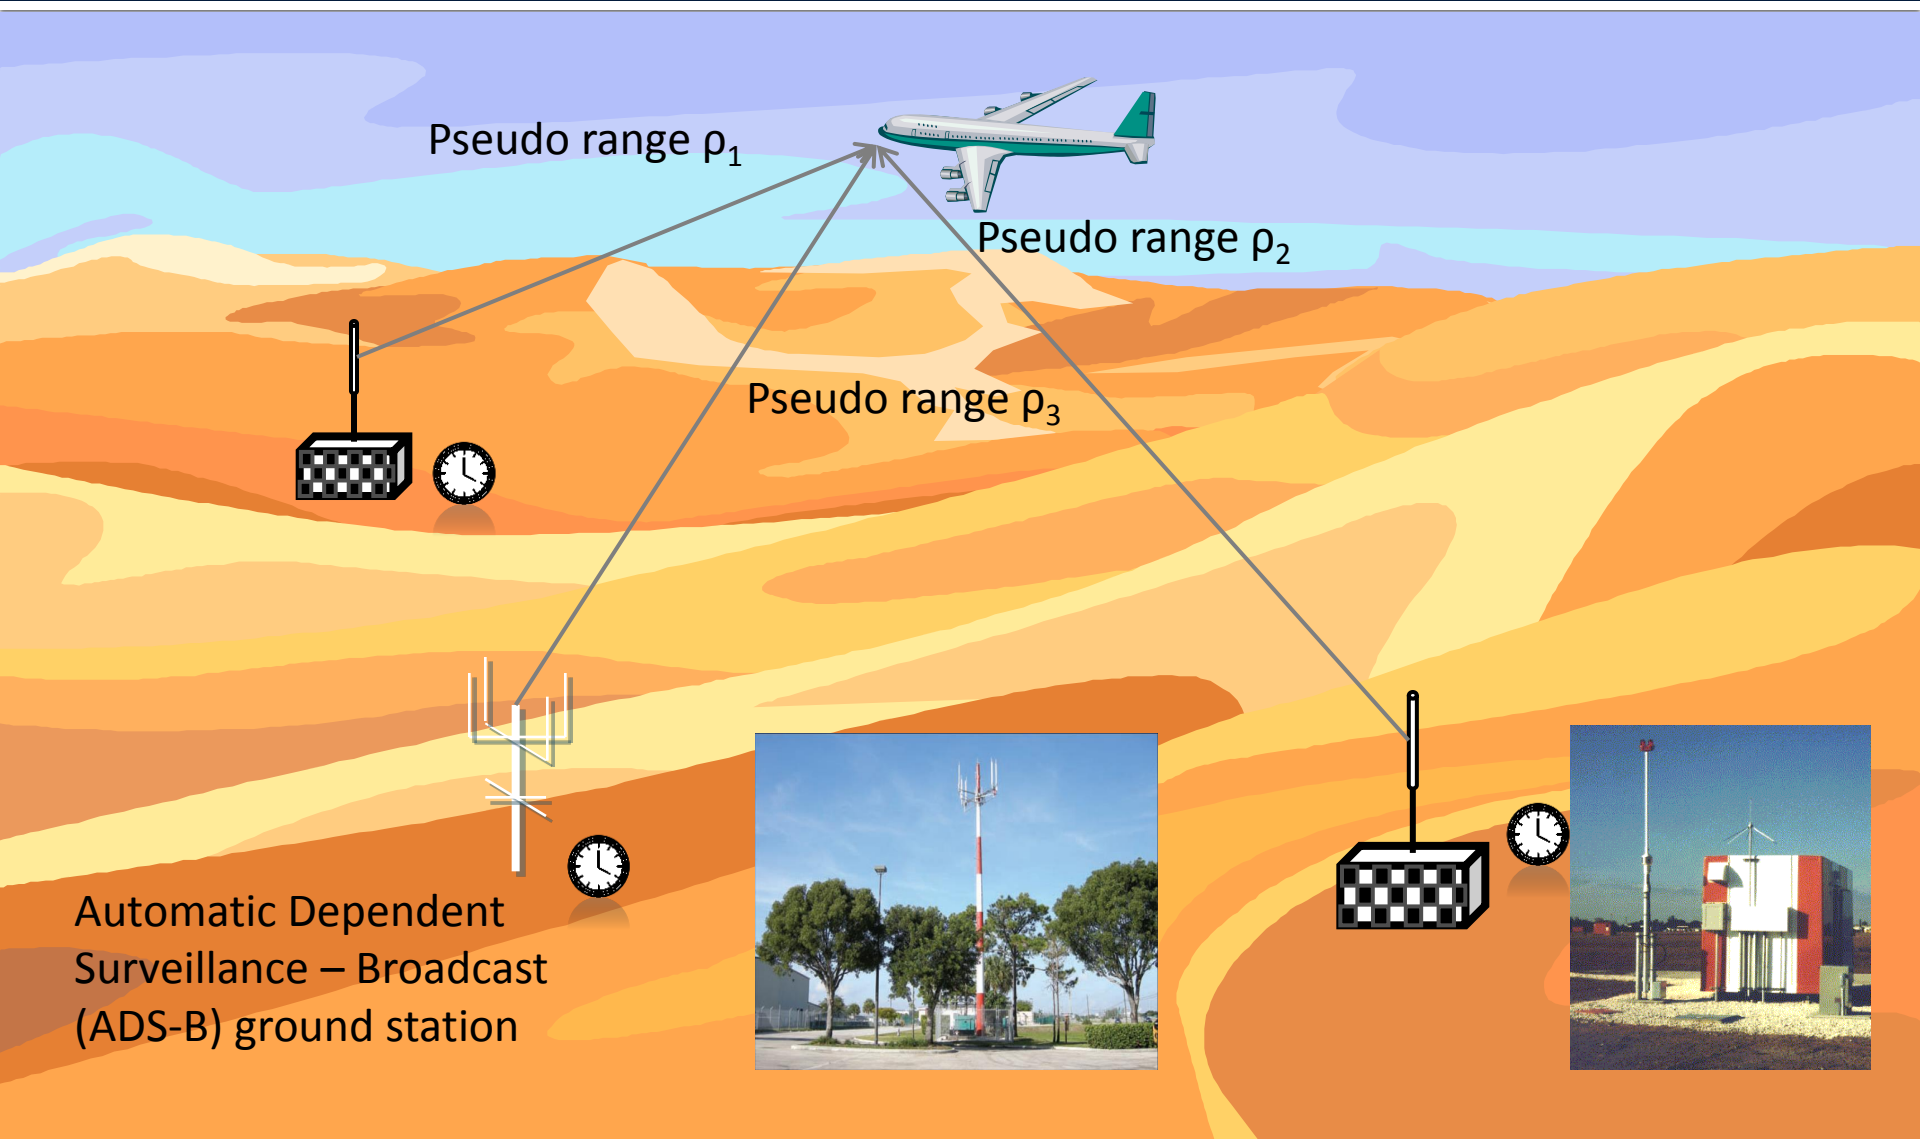 Pseudo range ρ₁
Pseudo range ρ₂
Pseudo range ρ₃
Automatic Dependent
Surveillance – Broadcast
(ADS-B) ground station